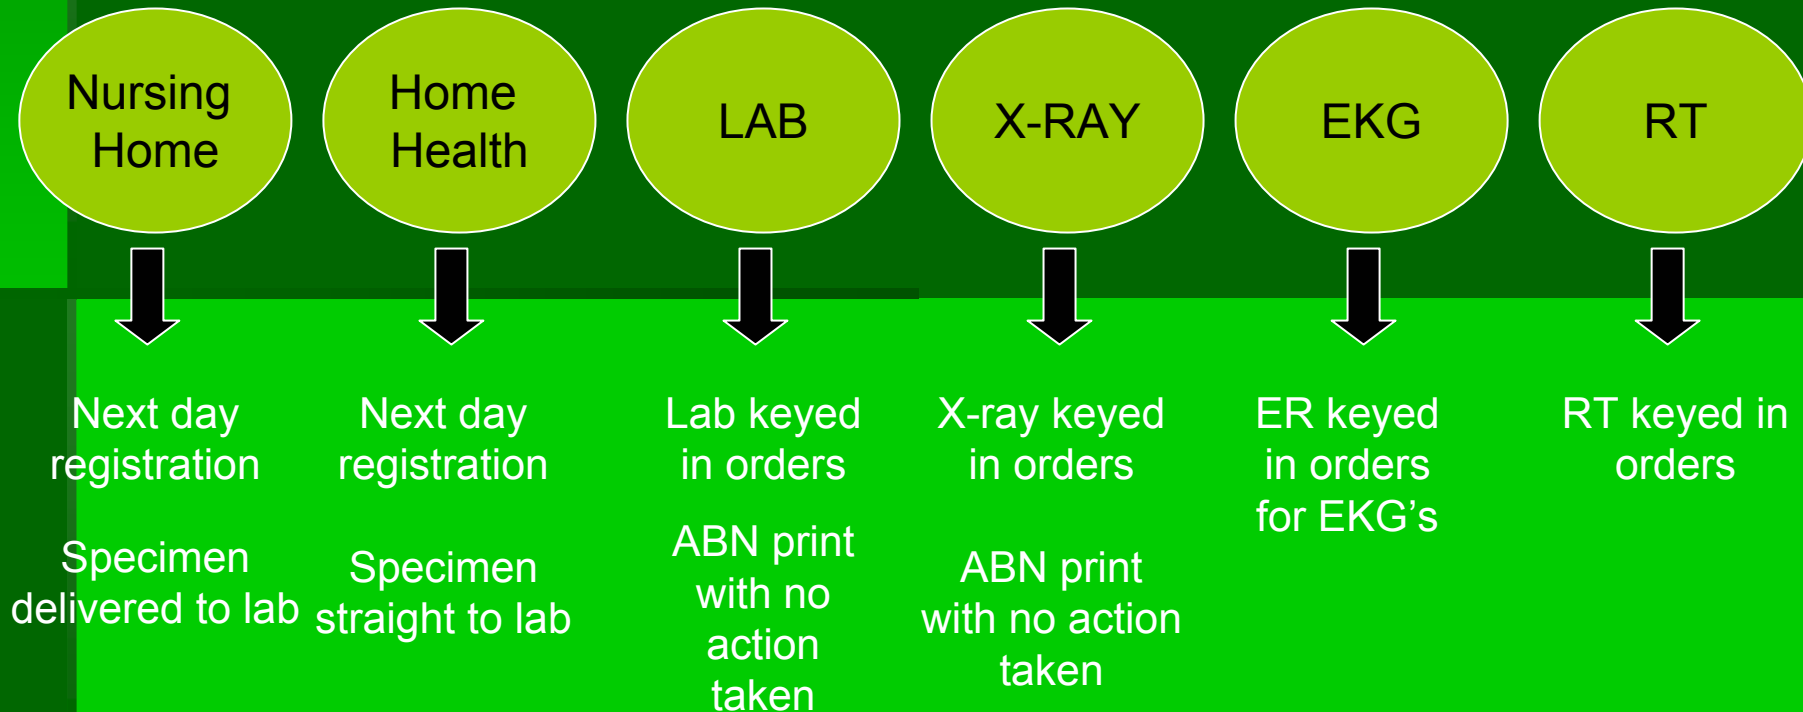 Nursing
Home
Home
Health
LAB
X-RAY
EKG
RT
Next day
registration
Specimen
delivered to lab
Next day
registration
Specimen
straight to lab
Lab keyed
in orders
ABN print
with no
action
taken
X-ray keyed
in orders
ABN print
with no action
taken
ER keyed
in orders
for EKG’s
RT keyed in
orders